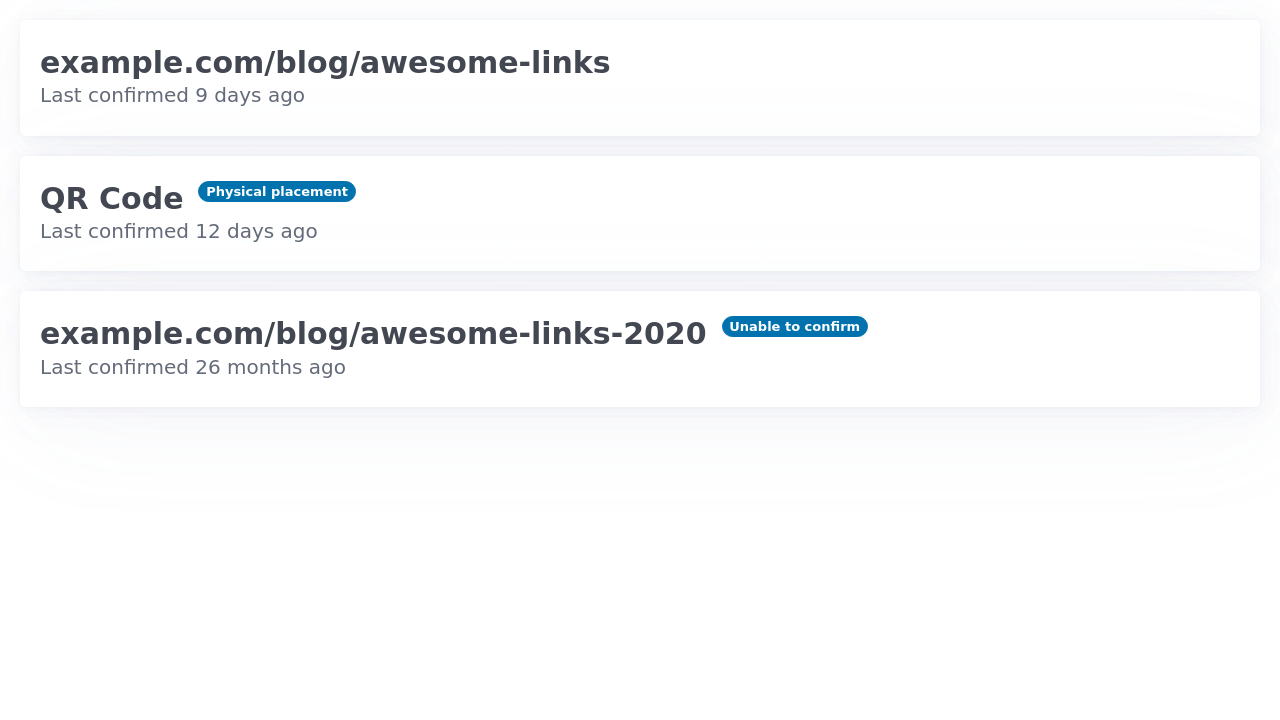 example.com/blog/awesome-links
Last confirmed 9 days ago
QR Code Physical placement
Last confirmed 12 days ago
example.com/blog/awesome-links-2020 Unable to confirm
Last confirmed 26 months ago